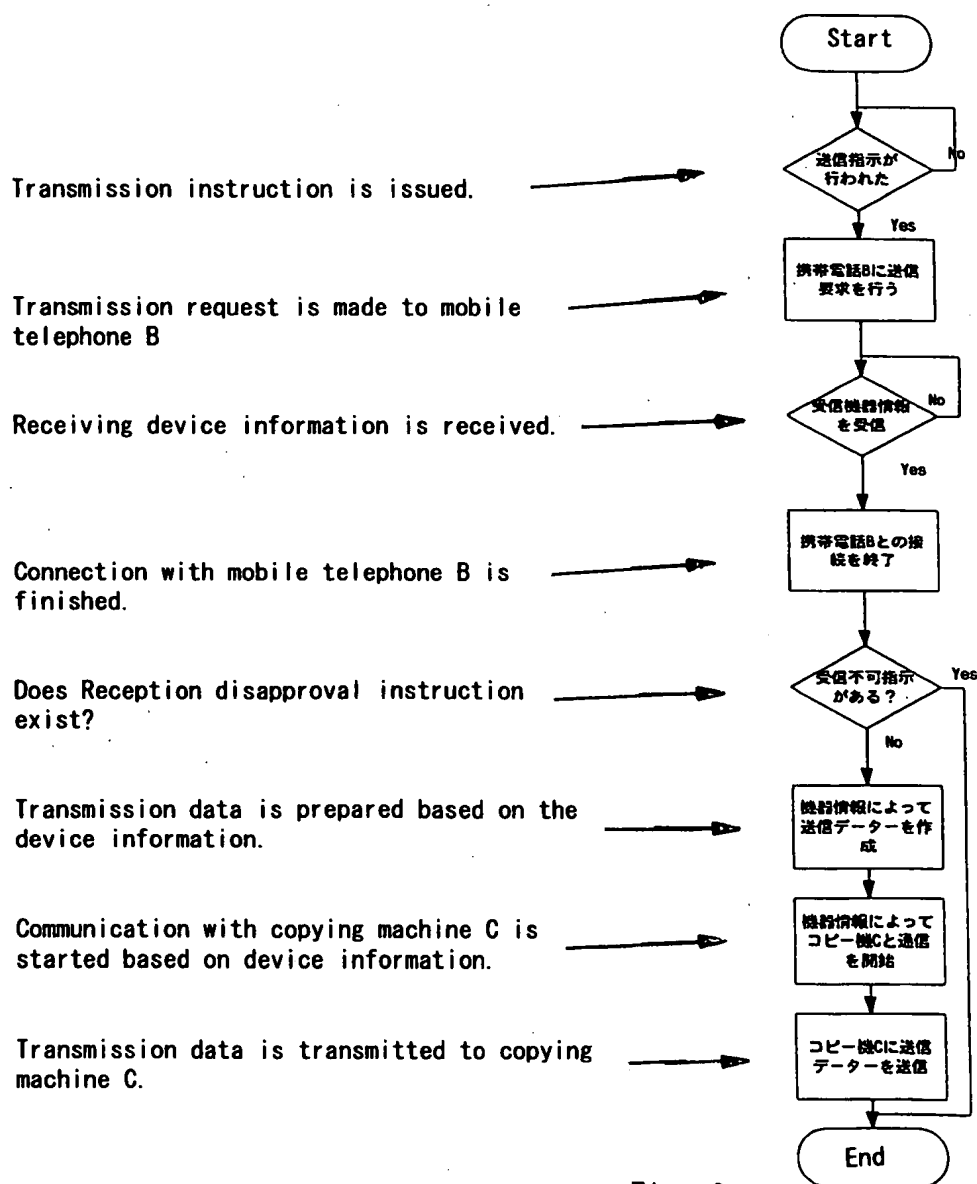 Start
Transmission instruction is issued.
送信指示が
行われた
No
Yes
Transmission request is made to mobile
telephone B
携帯電話Bに送信
要求を行う
Receiving device information is received.
受信機器情報
を受信
No
Yes
Connection with mobile telephone B is
finished.
携帯電話Bとの接
続を終了
Does Reception disapproval instruction
exist?
受信不可指示
がある?
Yes
No
Transmission data is prepared based on the
device information.
機器情報によって
送信データーを作
成
Communication with copying machine C is
started based on device information.
機器情報によって
コピー機Cと通信
を開始
Transmission data is transmitted to copying
machine C.
コピー機Cに送信
データーを送信
End